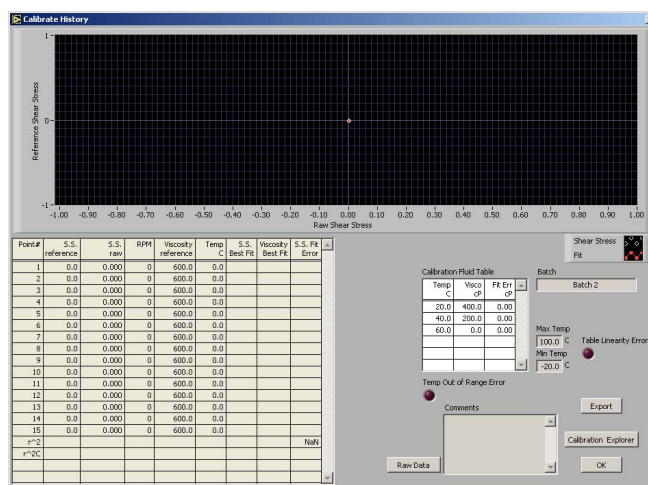 Calibrate History
Reference Shear Stress
1
0
-1
-1.00 -0.90 -0.80 -0.70 -0.60 -0.50 -0.40 -0.30 -0.20 -0.10 0.00 0.10 0.20 0.30 0.40 0.50 0.60 0.70 0.80 0.90 1.00
Raw Shear Stress
Point# S.S. reference S.S. raw RPM Viscosity reference Temp C S.S. Best Fit Viscosity Best Fit S.S. Fit Error
1 0.0 0.000 0 600.0 0.0
2 0.0 0.000 0 600.0 0.0
3 0.0 0.000 0 600.0 0.0
4 0.0 0.000 0 600.0 0.0
5 0.0 0.000 0 600.0 0.0
6 0.0 0.000 0 600.0 0.0
7 0.0 0.000 0 600.0 0.0
8 0.0 0.000 0 600.0 0.0
9 0.0 0.000 0 600.0 0.0
10 0.0 0.000 0 600.0 0.0
11 0.0 0.000 0 600.0 0.0
12 0.0 0.000 0 600.0 0.0
13 0.0 0.000 0 600.0 0.0
14 0.0 0.000 0 600.0 0.0
15 0.0 0.000 0 600.0 0.0
r^2 NaN
r^2C
Shear Stress
Fit
Calibration Fluid Table
Temp C Visco cP Fit Err cP
20.0 400.0 0.00
40.0 200.0 0.00
60.0 0.0 0.00
Batch
Batch 2
Max Temp
100.0 C
Table Linearity Error
Min Temp
-20.0 C
Temp Out of Range Error
Comments
Export
Calibration Explorer
Raw Data
OK